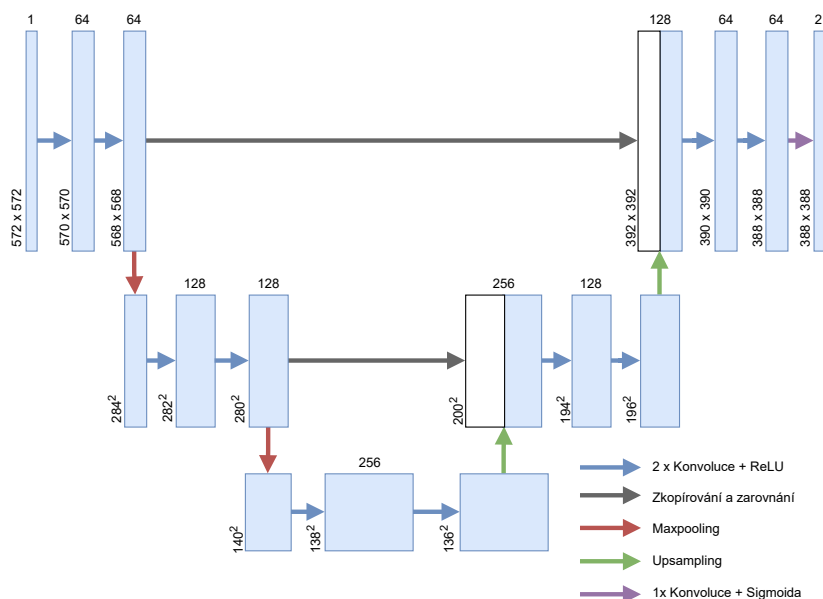 1
64
64
128
64
64
2
572 x 572
570 x 570
568 x 568
392 x 392
390 x 390
388 x 388
388 x 388
128
128
256
128
284²
282²
280²
200²
194²
196²
256
140²
138²
136²
2 x Konvoluce + ReLU
Zkopírování a zarovnání
Maxpooling
Upsampling
1x Konvoluce + Sigmoida